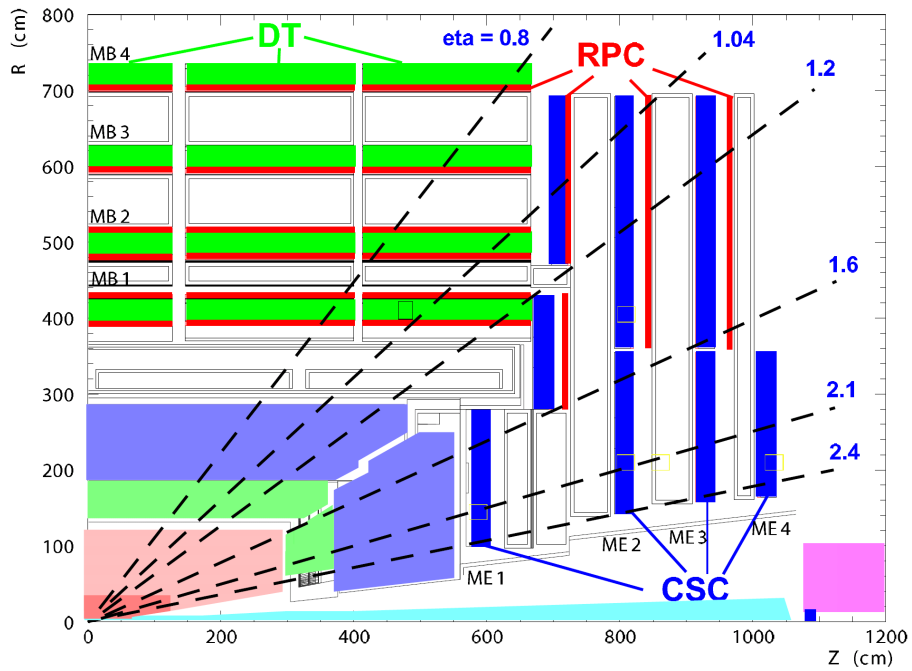 R (cm)
800
700
600
500
400
300
200
100
0
MB 4
MB 3
MB 2
MB 1
DT
eta = 0.8
1.04
RPC
1.2
1.6
2.1
2.4
ME 1
ME 2
ME 3
ME 4
CSC
0
200
400
600
800
1000
1200
Z (cm)